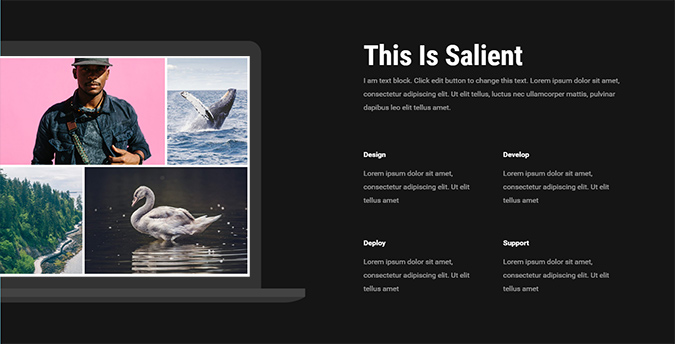 This Is Salient
I am text block. Click edit button to change this text. Lorem ipsum dolor sit amet,
consectetur adipiscing elit. Ut elit tellus, luctus nec ullamcorper mattis, pulvinar
dapibus leo elit tellus amet.
Design
Lorem ipsum dolor sit amet,
consectetur adipiscing elit. Ut elit
tellus amet
Develop
Lorem ipsum dolor sit amet,
consectetur adipiscing elit. Ut elit
tellus amet
Deploy
Lorem ipsum dolor sit amet,
consectetur adipiscing elit. Ut elit
tellus amet
Support
Lorem ipsum dolor sit amet,
consectetur adipiscing elit. Ut elit
tellus amet